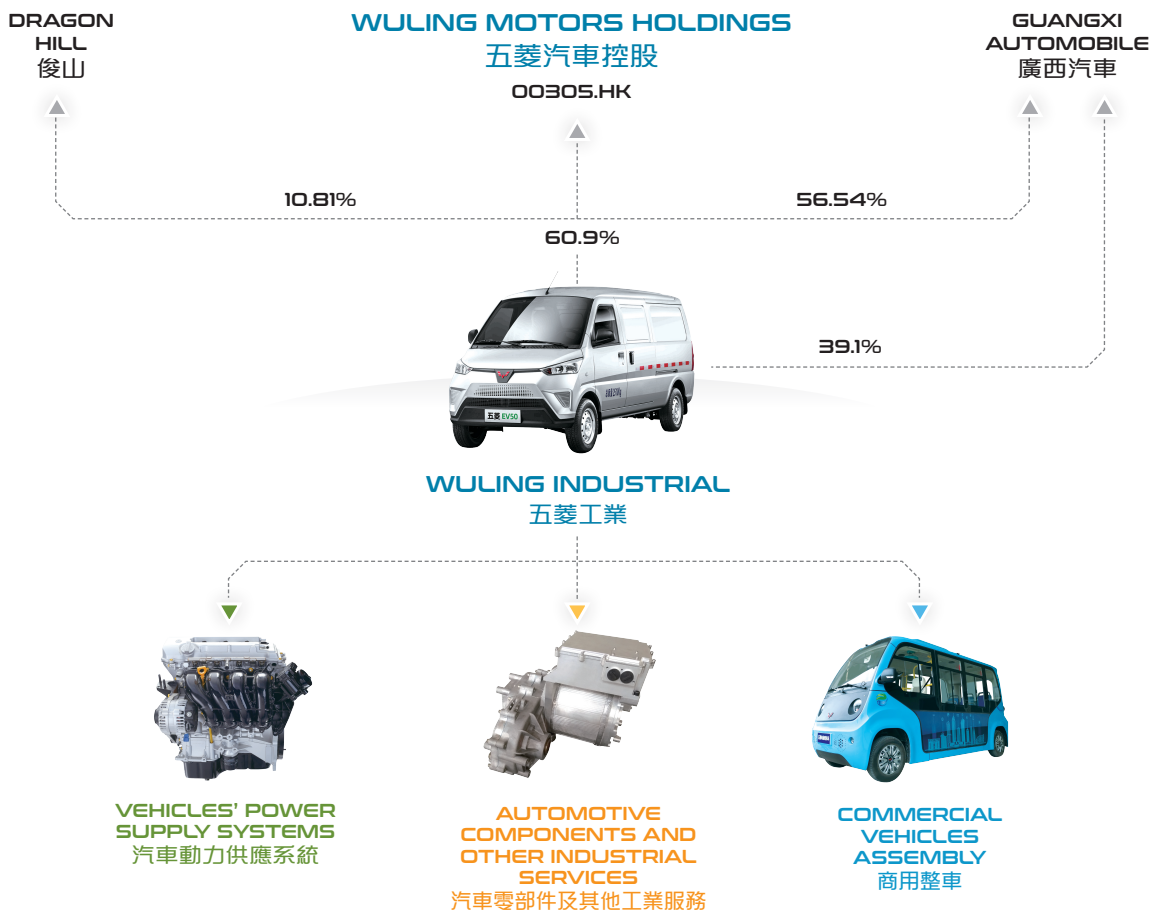 DRAGON
HILL
俊山
WULING MOTORS HOLDINGS
五菱汽車控股
00305.HK
GUANGXI
AUTOMOBILE
廣西汽車
10.81%
56.54%
60.9%
39.1%
五菱 EV50
WULING INDUSTRIAL
五菱工業
VEHICLES' POWER
SUPPLY SYSTEMS
汽車動力供應系統
AUTOMOTIVE
COMPONENTS AND
OTHER INDUSTRIAL
SERVICES
汽車零部件及其他工業服務
COMMERCIAL
VEHICLES
ASSEMBLY
商用整車